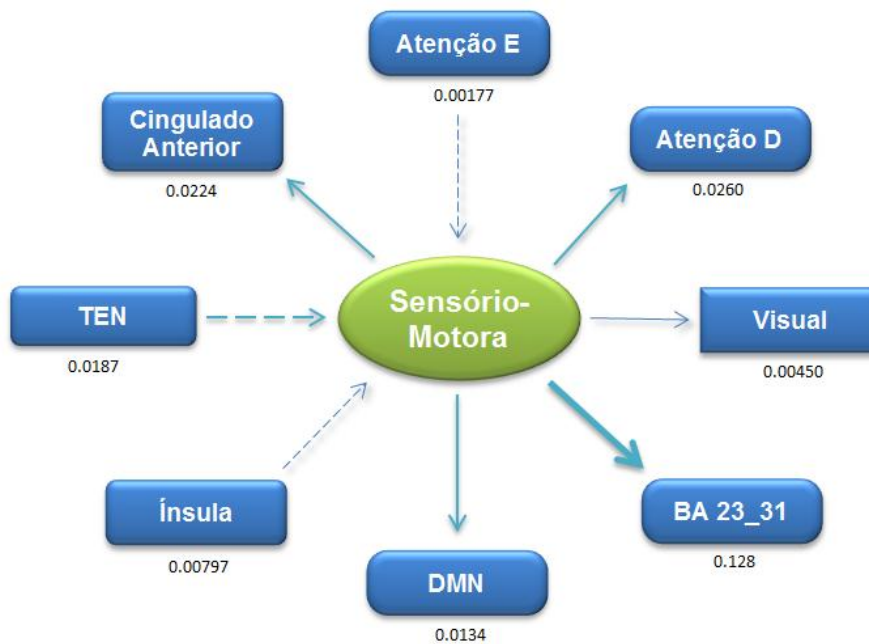 Atenção E
0.00177
Cingulado
Anterior
0.0224
Atenção D
0.0260
TEN
0.0187
Sensório-
Motora
Visual
0.00450
Ínsula
0.00797
DMN
0.0134
BA 23_31
0.128